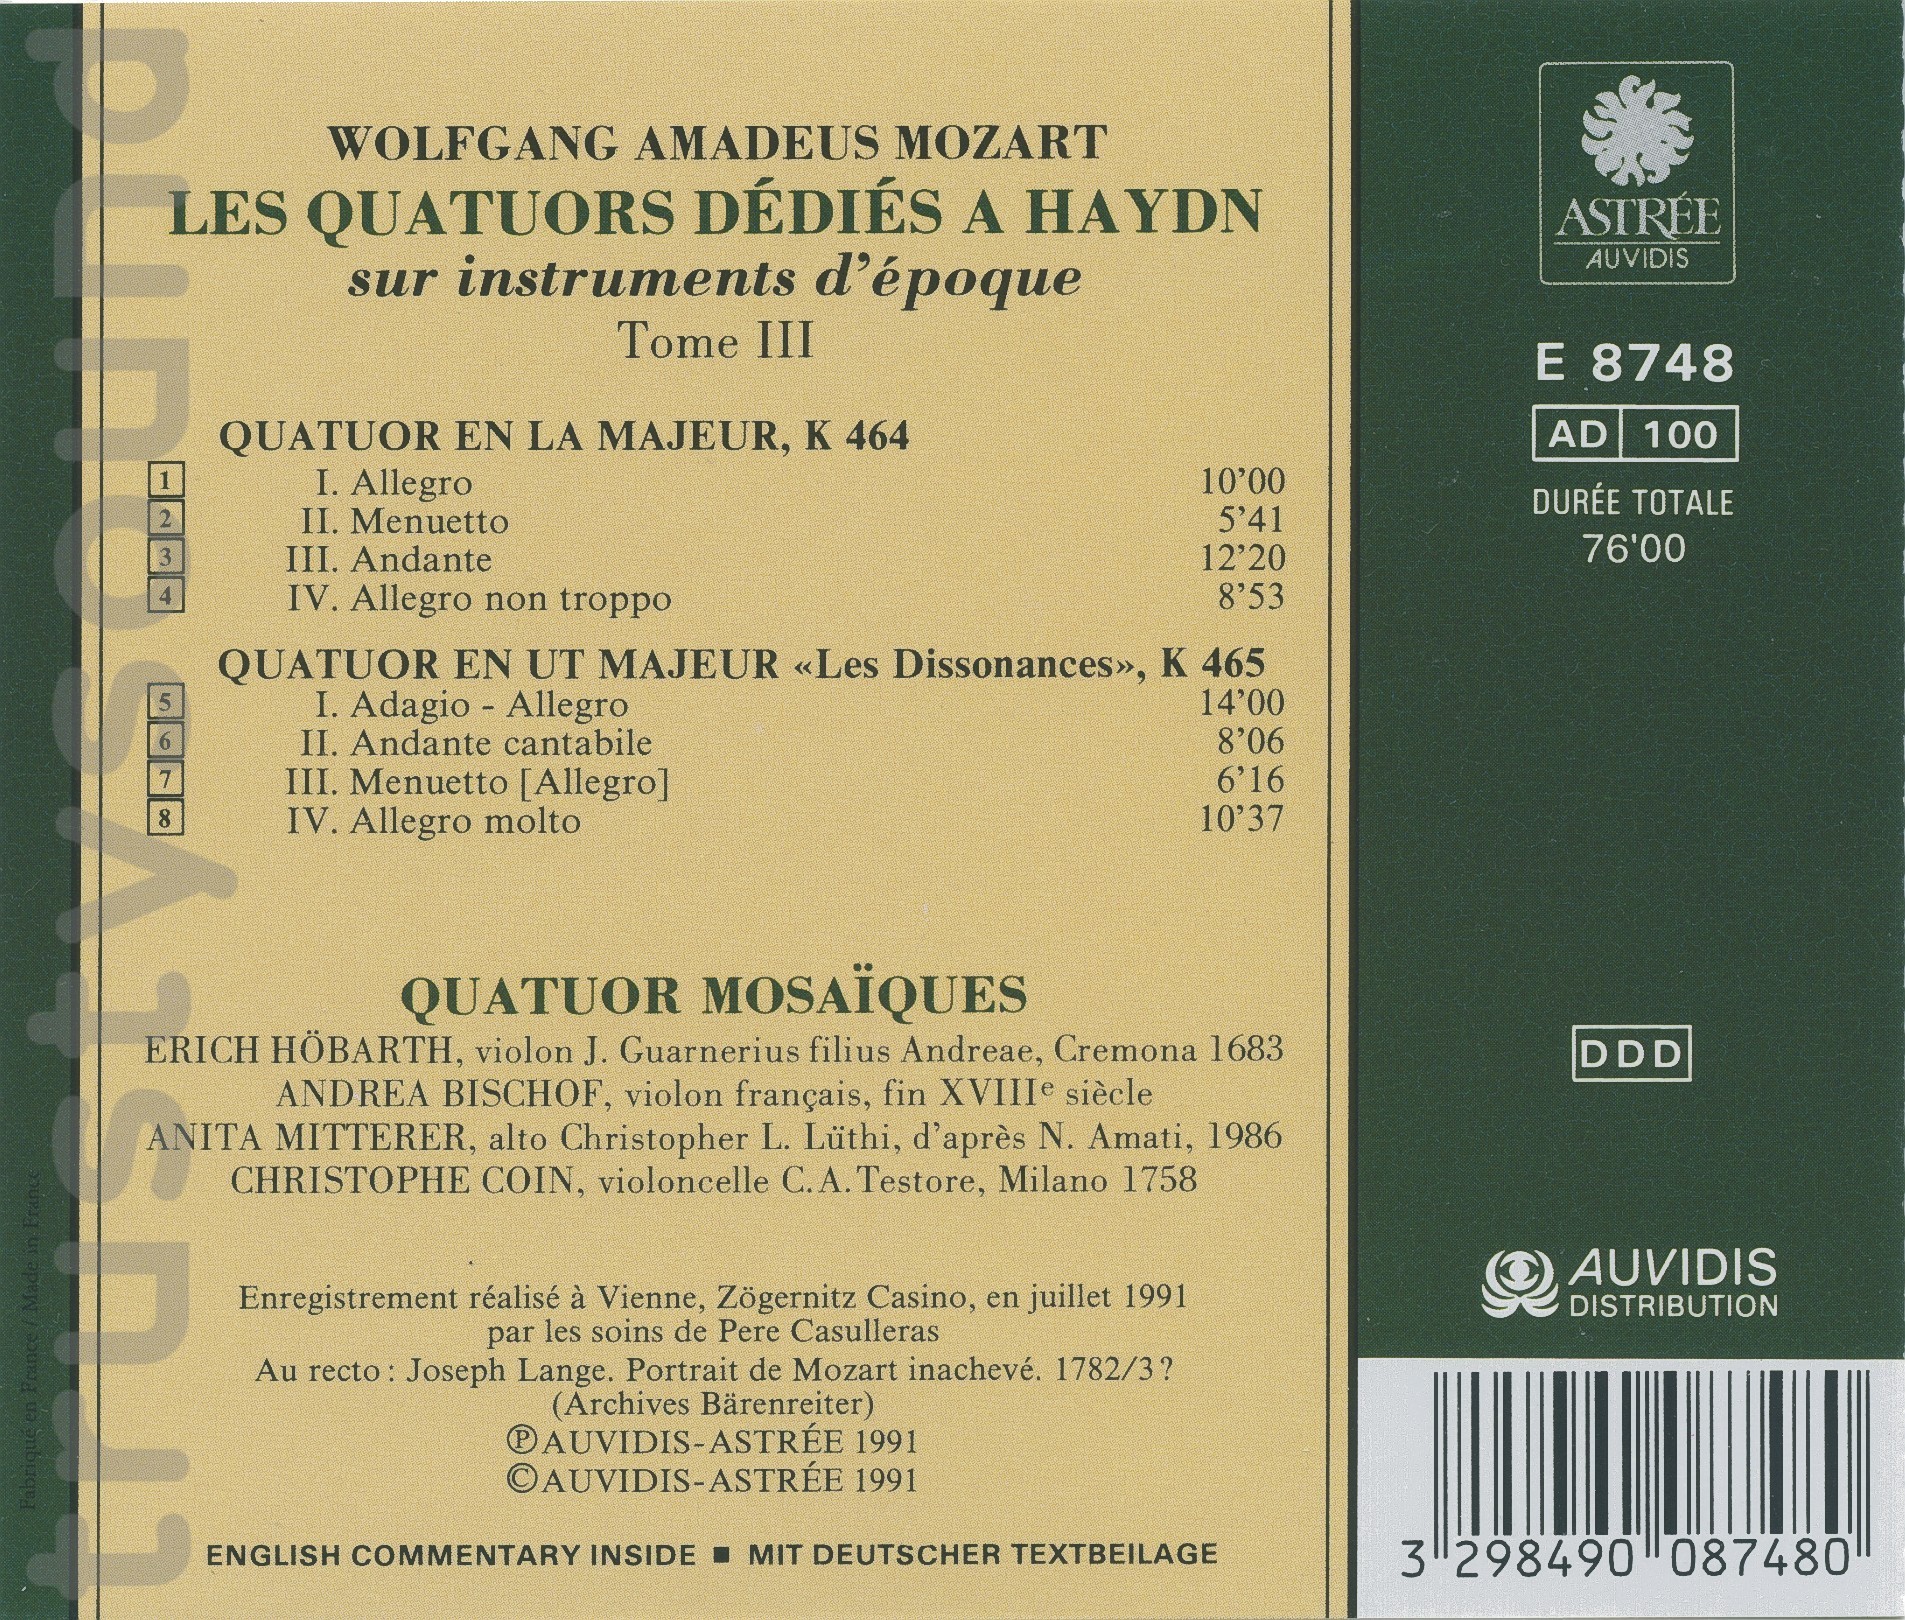 WOLFGANG AMADEUS MOZART
LES QUATUORS DÉDIÉS A HAYDN
sur instruments d'époque
Tome III
QUATUOR EN LA MAJEUR, K 464
1 I. Allegro 10'00
2 II. Menuetto 5'41
3 III. Andante 12'20
4 IV. Allegro non troppo 8'53
QUATUOR EN UT MAJEUR «Les Dissonances», K 465
5 I. Adagio - Allegro 14'00
6 II. Andante cantabile 8'06
7 III. Menuetto [Allegro] 6'16
8 IV. Allegro molto 10'37
QUATUOR MOSAÏQUES
ERICH HÖBARTH, violon J. Guarnerius filius Andreae, Cremona 1683
ANDREA BISCHOF, violon français, fin XVIIIe siècle
ANITA MITTERER, alto Christopher L. Lüthi, d'après N. Amati, 1986
CHRISTOPHE COIN, violoncelle C.A. Testore, Milano 1758
Enregistrement réalisé à Vienne, Zögernitz Casino, en juillet 1991
par les soins de Pere Casulleras
Au recto : Joseph Lange. Portrait de Mozart inachevé. 1782/3 ?
(Archives Bärenreiter)
℗ AUVIDIS-ASTRÉE 1991
© AUVIDIS-ASTRÉE 1991
ENGLISH COMMENTARY INSIDE ■ MIT DEUTSCHER TEXTBEILAGE
Fabriqué en France / Made in France
trustysound
ASTRÉE
AUVIDIS
E 8748
AD 100
DURÉE TOTALE
76'00
DDD
AUVIDIS
DISTRIBUTION
3 298490 087480